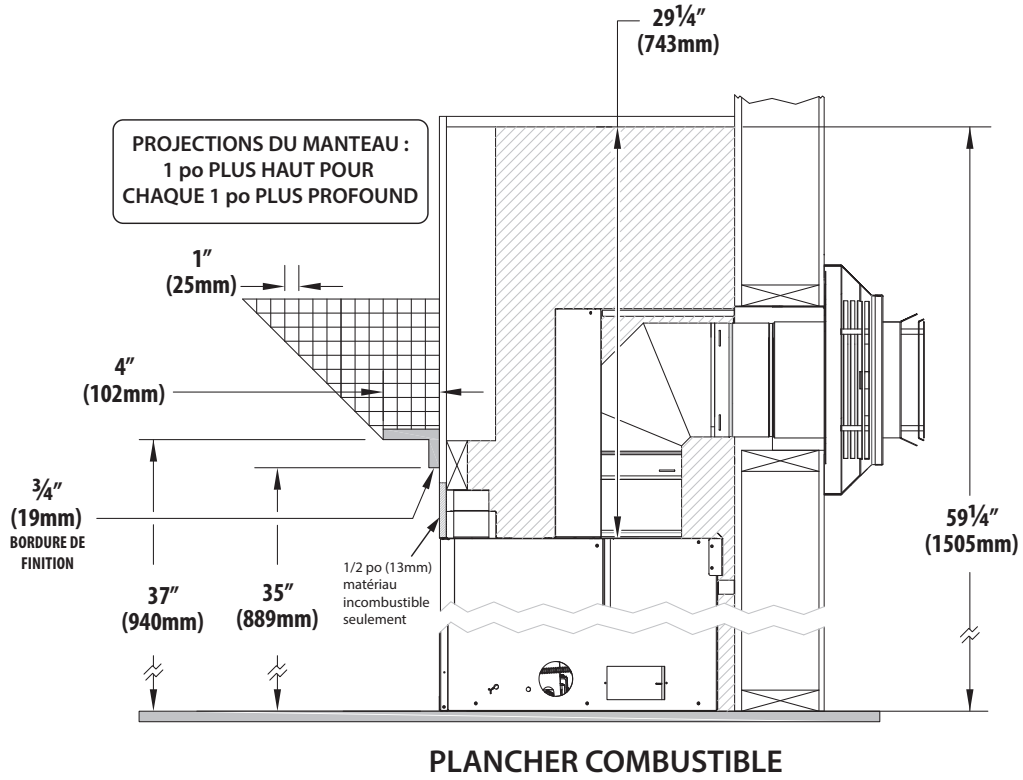 29¼"
(743mm)
PROJECTIONS DU MANTEAU :
1 po PLUS HAUT POUR
CHAQUE 1 po PLUS PROFOUND
1"
(25mm)
4"
(102mm)
¾"
(19mm)
BORDURE DE
FINITION
37"
(940mm)
35"
(889mm)
1/2 po (13mm)
matériau
incombustible
seulement
59¼"
(1505mm)
PLANCHER COMBUSTIBLE